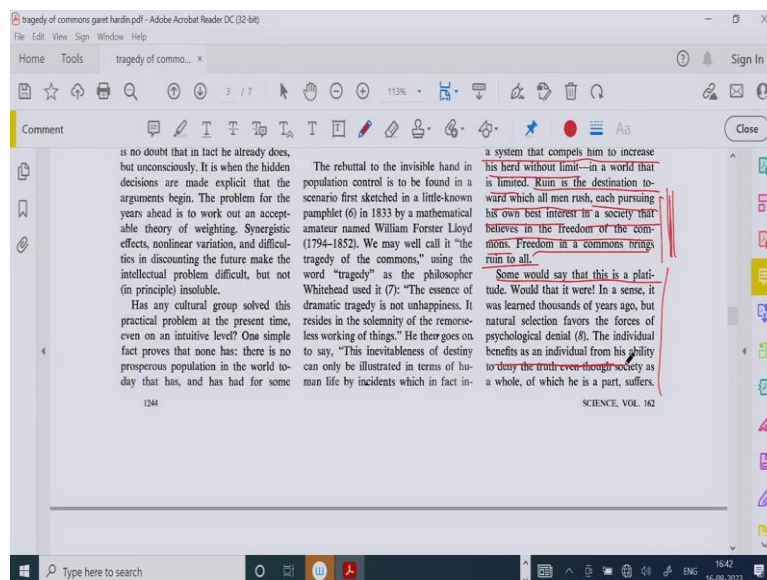 tragedy of commons garet hardin.pdf - Adobe Acrobat Reader DC (32-bit)
File Edit View Sign Window Help
Home Tools tragedy of commo... × Sign In
3 / 7 113%
Comment Aa Close
is no doubt that in fact he already does,
but unconsciously. It is when the hidden
decisions are made explicit that the
arguments begin. The problem for the
years ahead is to work out an accept-
able theory of weighting. Synergistic
effects, nonlinear variation, and difficul-
ties in discounting the future make the
intellectual problem difficult, but not
(in principle) insoluble.
Has any cultural group solved this
practical problem at the present time,
even on an intuitive level? One simple
fact proves that none has: there is no
prosperous population in the world to-
day that has, and has had for some
1244
The rebuttal to the invisible hand in
population control is to be found in a
scenario first sketched in a little-known
pamphlet (6) in 1833 by a mathematical
amateur named William Forster Lloyd
(1794–1852). We may well call it "the
tragedy of the commons," using the
word "tragedy" as the philosopher
Whitehead used it (7): "The essence of
dramatic tragedy is not unhappiness. It
resides in the solemnity of the remorse-
less working of things." He then goes on
to say, "This inevitableness of destiny
can only be illustrated in terms of hu-
man life by incidents which in fact in-
a system that compels him to increase
his herd without limit—in a world that
is limited. Ruin is the destination to-
ward which all men rush, each pursuing
his own best interest in a society that
believes in the freedom of the com-
mons. Freedom in a commons brings
ruin to all.
Some would say that this is a plati-
tude. Would that it were! In a sense, it
was learned thousands of years ago, but
natural selection favors the forces of
psychological denial (8). The individual
benefits as an individual from his ability
to deny the truth even though society as
a whole, of which he is a part, suffers.
SCIENCE, VOL. 162
Type here to search ENG 16:42
16-08-2022